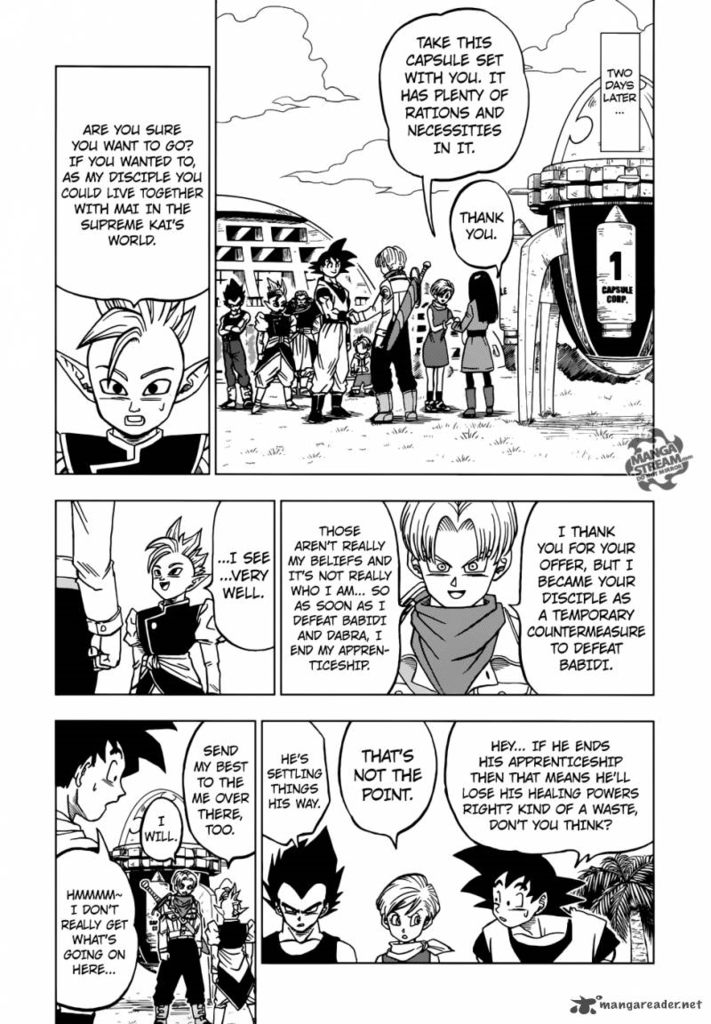 TWO
DAYS
LATER
...
TAKE THIS
CAPSULE SET
WITH YOU. IT
HAS PLENTY OF
RATIONS AND
NECESSITIES
IN IT.
THANK
YOU.
1
CAPSULE
CORP.
ARE YOU SURE
YOU WANT TO GO?
IF YOU WANTED TO,
AS MY DISCIPLE YOU
COULD LIVE TOGETHER
WITH MAI IN THE
SUPREME KAI'S
WORLD.
MANGA
STREAM.COM
DO NOT MIRROR
I THANK
YOU FOR YOUR
OFFER, BUT I
BECAME YOUR
DISCIPLE AS
A TEMPORARY
COUNTERMEASURE
TO DEFEAT
BABIDI.
THOSE
AREN'T REALLY
MY BELIEFS AND
IT'S NOT REALLY
WHO I AM... SO
AS SOON AS I
DEFEAT BABIDI
AND DABRA, I
END MY APPREN-
TICESHIP.
...I SEE
...VERY
WELL.
HEY... IF HE ENDS
HIS APPRENTICESHIP
THEN THAT MEANS HE'LL
LOSE HIS HEALING POWERS
RIGHT? KIND OF A WASTE,
DON'T YOU THINK?
THAT'S
NOT THE
POINT.
HE'S
SETTLING
THINGS
HIS WAY.
SEND
MY BEST
TO THE
ME OVER
THERE,
TOO.
I
WILL.
HMMMM~
I DON'T
REALLY GET
WHAT'S
GOING ON
HERE...
mangareader.net